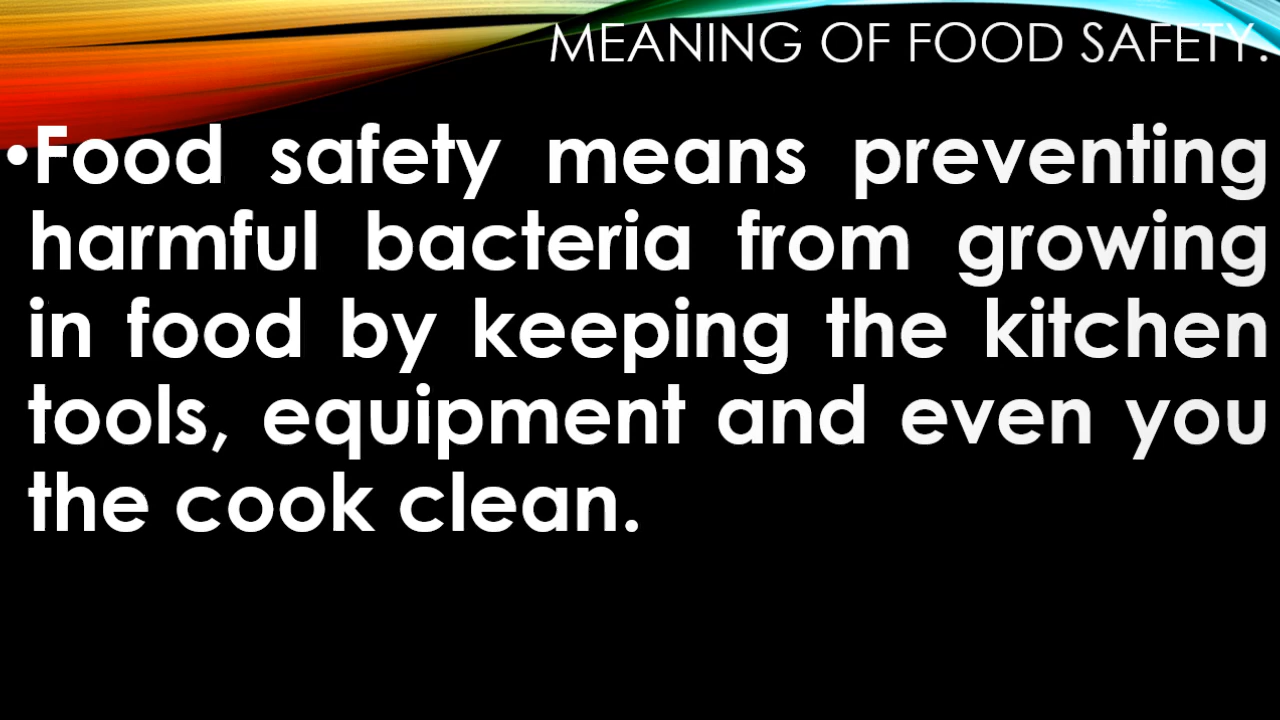 MEANING OF FOOD SAFETY.
•Food safety means preventing
harmful bacteria from growing
in food by keeping the kitchen
tools, equipment and even you
the cook clean.